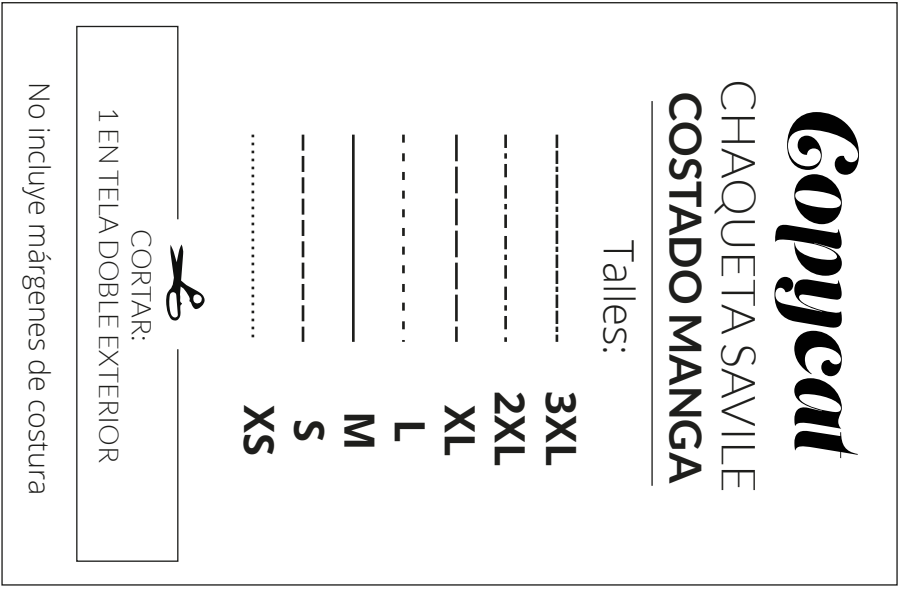 Copycat
CHAQUETA SAVILE
COSTADO MANGA
Talles:
3XL
2XL
XL
L
M
S
XS
CORTAR:
1 EN TELA DOBLE EXTERIOR
No incluye márgenes de costura